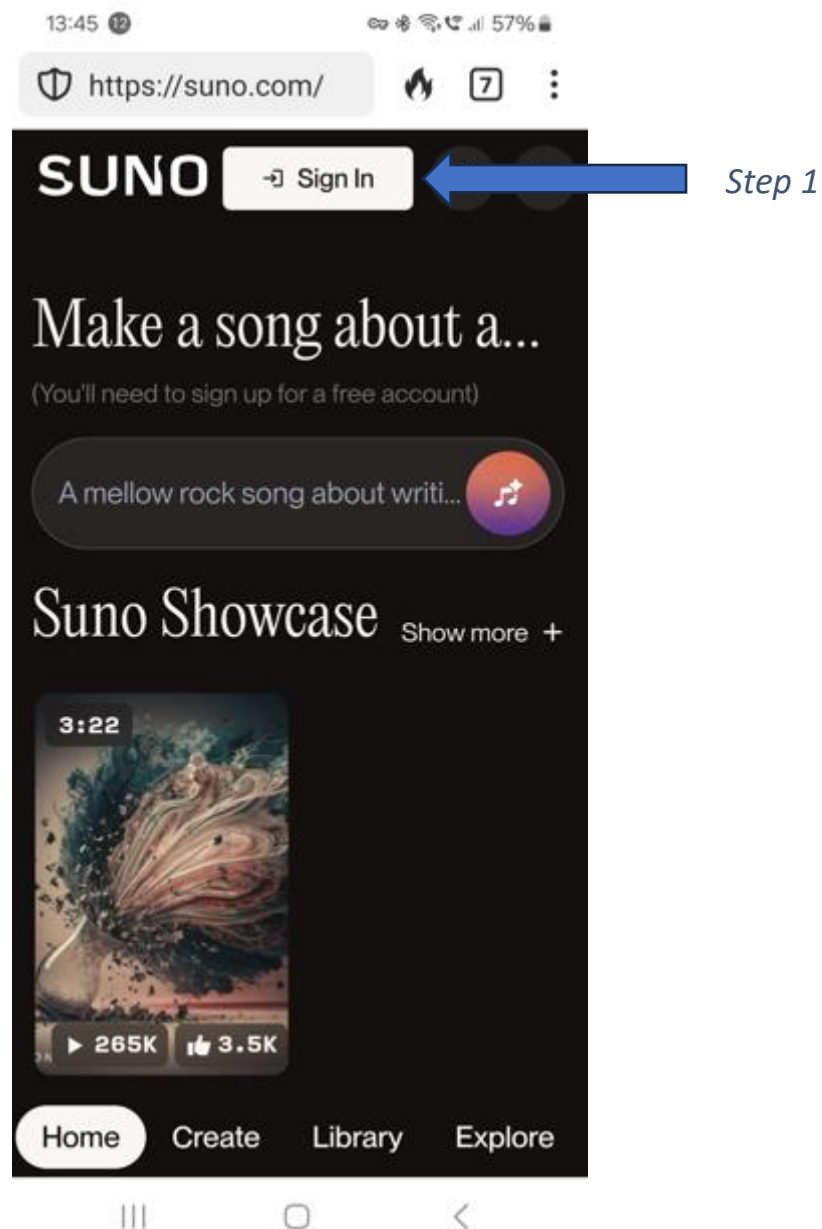 13:45 12 57%
https://suno.com/ 7
SUNO Sign In
Step 1
Make a song about a...
(You'll need to sign up for a free account)
A mellow rock song about writi...
Suno Showcase Show more +
3:22
265K 3.5K
Home Create Library Explore